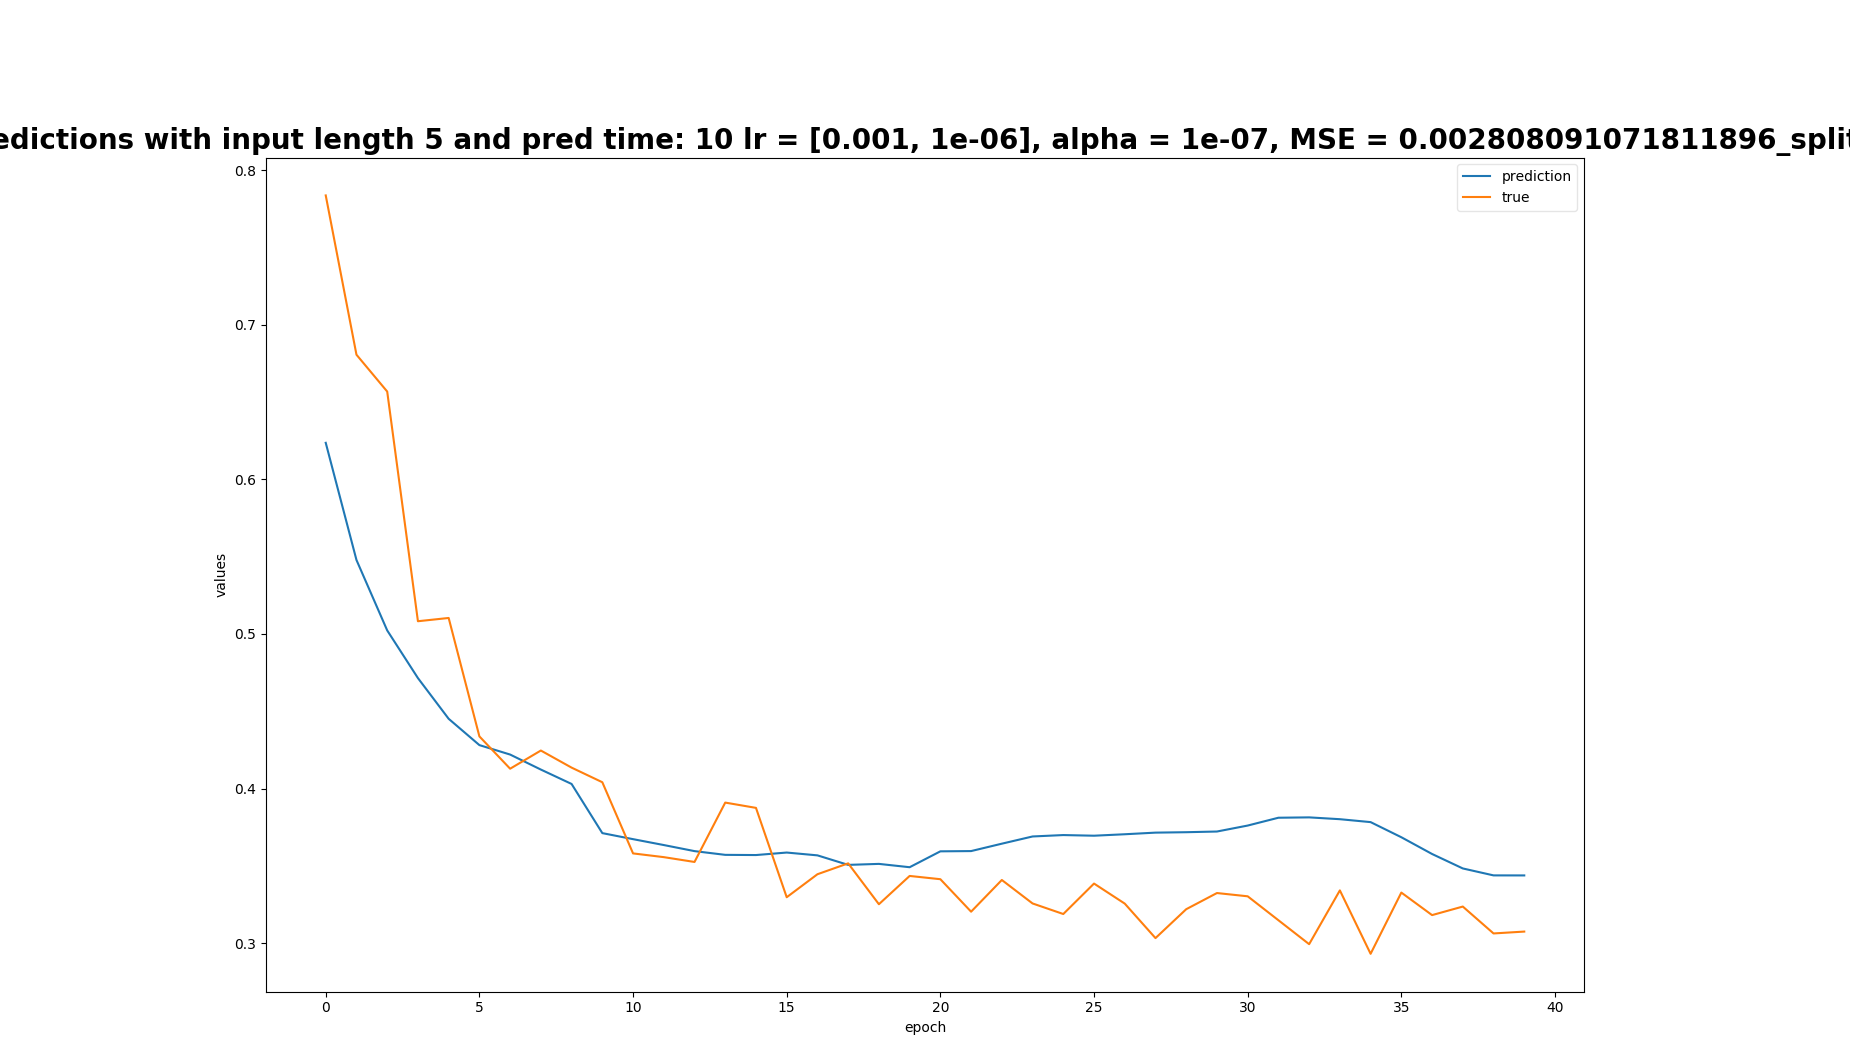 edictions with input length 5 and pred time: 10 lr = [0.001, 1e-06], alpha = 1e-07, MSE = 0.002808091071811896_split
prediction
true
0.8
0.7
0.6
0.5
0.4
0.3
values
0 5 10 15 20 25 30 35 40
epoch